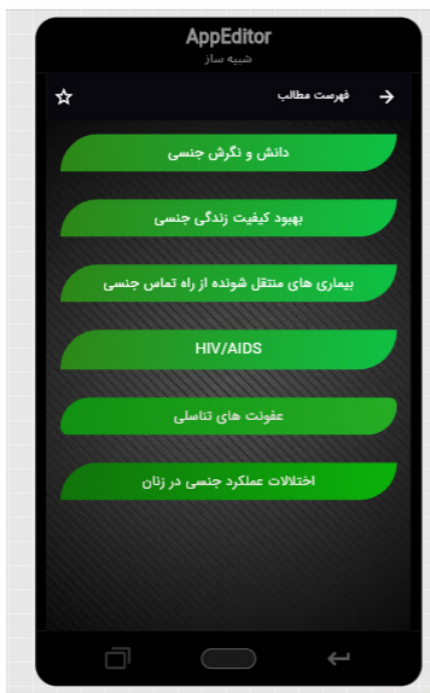 AppEditor
شبیه ساز
فهرست مطالب
دانش و نگرش جنسی
بهبود کیفیت زندگی جنسی
بیماری های منتقل شونده از راه تماس جنسی
HIV/AIDS
عفونت های تناسلی
اختلالات عملکرد جنسی در زنان